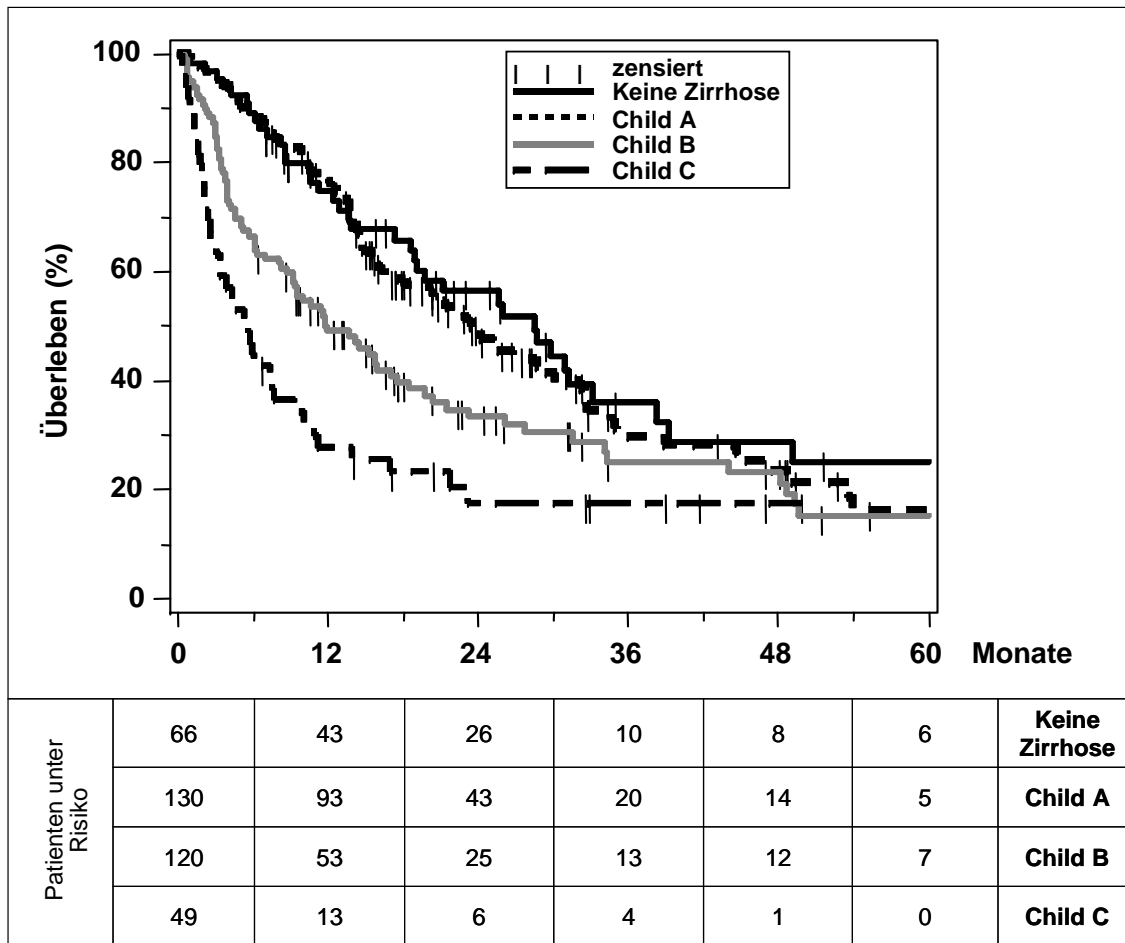 100
80
60
40
20
0
Überleben (%)
zensiert
Keine Zirrhose
Child A
Child B
Child C
0 12 24 36 48 60 Monate
Patienten unter
Risiko
66 43 26 10 8 6 Keine
Zirrhose
130 93 43 20 14 5 Child A
120 53 25 13 12 7 Child B
49 13 6 4 1 0 Child C